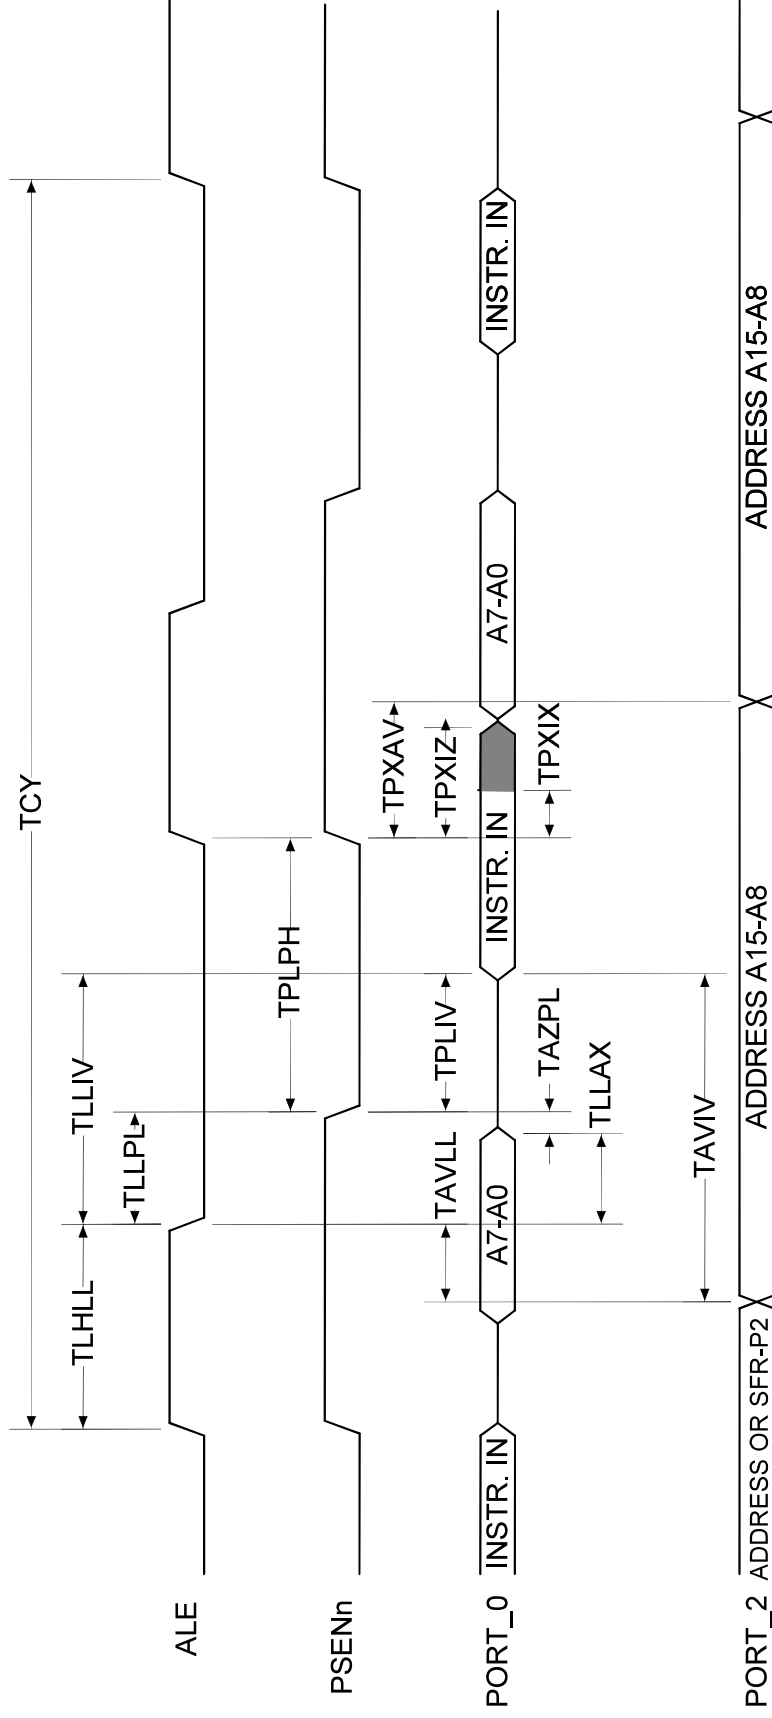 TCY
TLHLL
TLLIV
TLLPL
ALE
TPLPH
PSENn
TPXAV
TAVLL
TPLIV
TPXIZ
PORT_0
INSTR. IN
A7-A0
INSTR. IN
A7-A0
INSTR. IN
TAZPL
TPXIX
TLLAX
TAVIV
PORT_2
ADDRESS OR SFR-P2
ADDRESS A15-A8
ADDRESS A15-A8